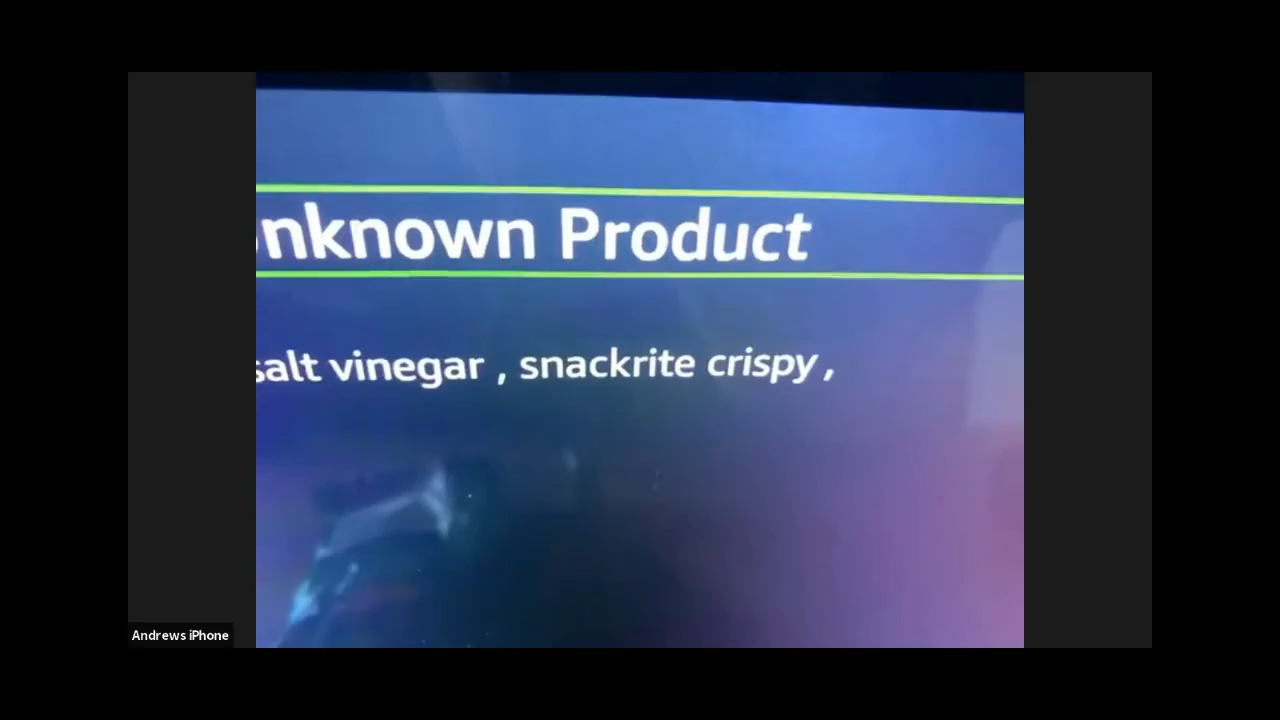 nknown Product
salt vinegar , snackrite crispy ,
Andrews iPhone